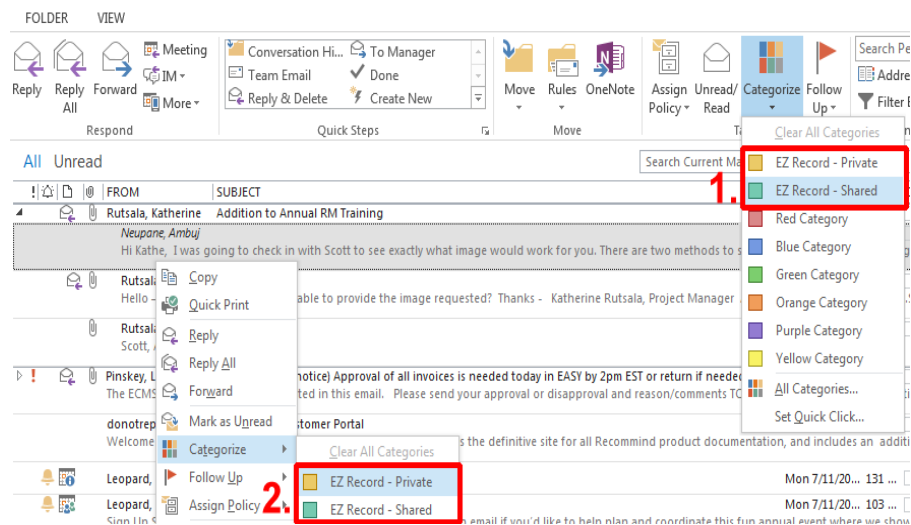 FOLDER VIEW
Reply
Reply All
Forward
Meeting
IM
More
Respond
Conversation Hi...
Team Email
Reply & Delete
To Manager
Done
Create New
Quick Steps
Move
Rules
OneNote
Move
Assign Policy
Unread/ Read
Categorize
Follow Up
Search Pe
Addre
Filter E
Clear All Categories
EZ Record - Private
1.
EZ Record - Shared
Red Category
Blue Category
Green Category
Orange Category
Purple Category
Yellow Category
All Categories...
Set Quick Click...
All Unread
Search Current Ma
! FROM SUBJECT
Rutsala, Katherine Addition to Annual RM Training
Neupane, Ambuj
Hi Kathe, I was going to check in with Scott to see exactly what image would work for you. There are two methods to s
Rutsala
Hello – able to provide the image requested? Thanks - Katherine Rutsala, Project Manager
Rutsala
Scott,
Pinskey, L notice) Approval of all invoices is needed today in EASY by 2pm EST or return if neede
The ECMS ted in this email. Please send your approval or disapproval and reason/comments TO
donotrep stomer Portal
Welcome s the definitive site for all Recommind product documentation, and includes an additi
Leopard, Mon 7/11/20... 131 ...
Leopard, Mon 7/11/20... 103 ...
Sign Up S n email if you'd like to help plan and coordinate this fun annual event where we show
Copy
Quick Print
Reply
Reply All
Forward
Mark as Unread
Categorize
Follow Up
Assign Policy
Clear All Categories
2.
EZ Record - Private
EZ Record - Shared